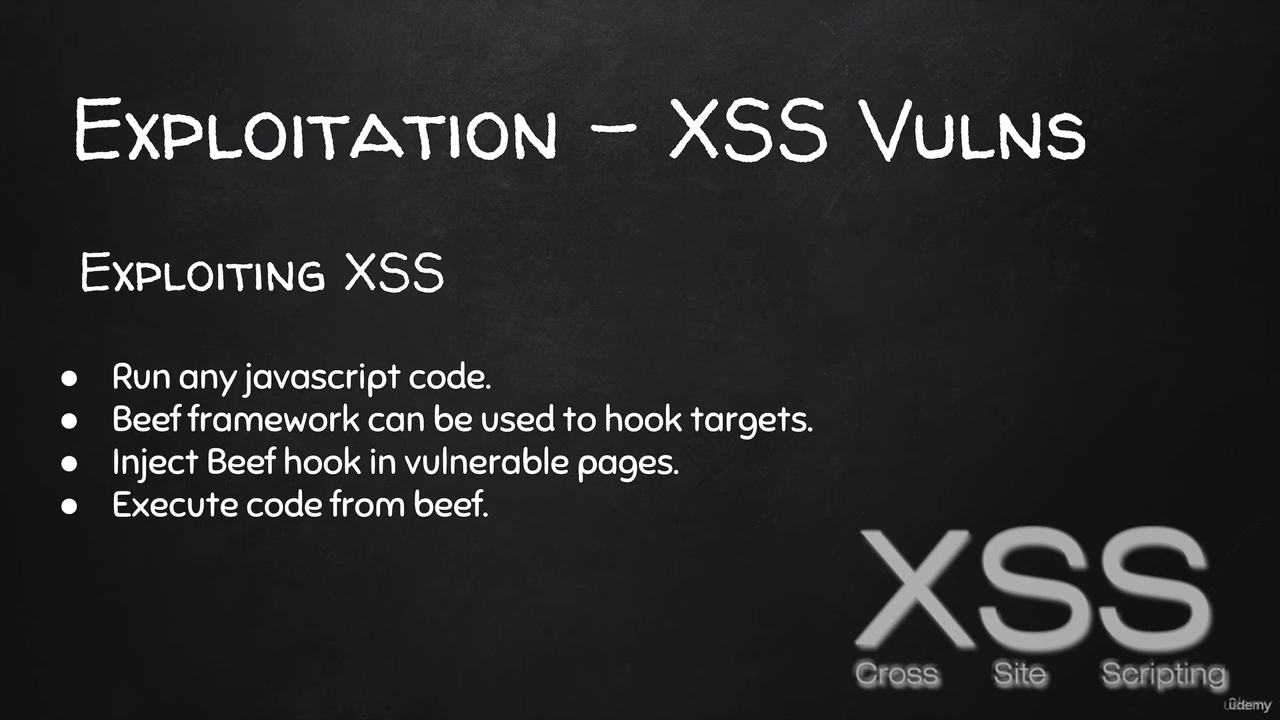 Exploitation - XSS Vulns
Exploiting XSS
● Run any javascript code.
● Beef framework can be used to hook targets.
● Inject Beef hook in vulnerable pages.
● Execute code from beef.
XSS
Cross Site Scripting
ûdemy